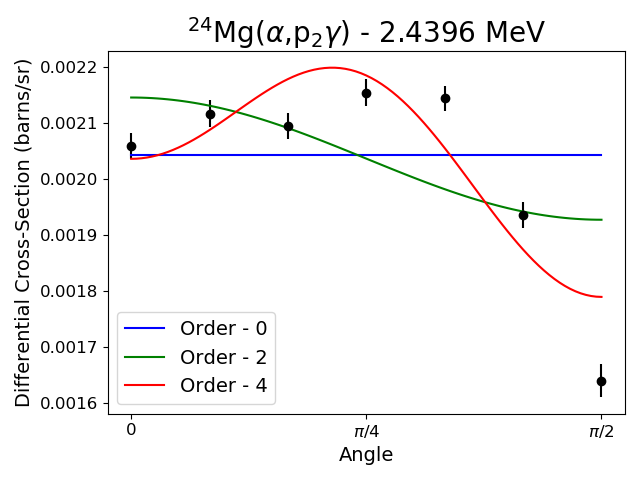 ²⁴Mg(α,p₂γ) - 2.4396 MeV
Differential Cross-Section (barns/sr)
0.0022
0.0021
0.0020
0.0019
0.0018
0.0017
0.0016
Order - 0
Order - 2
Order - 4
0
π/4
π/2
Angle